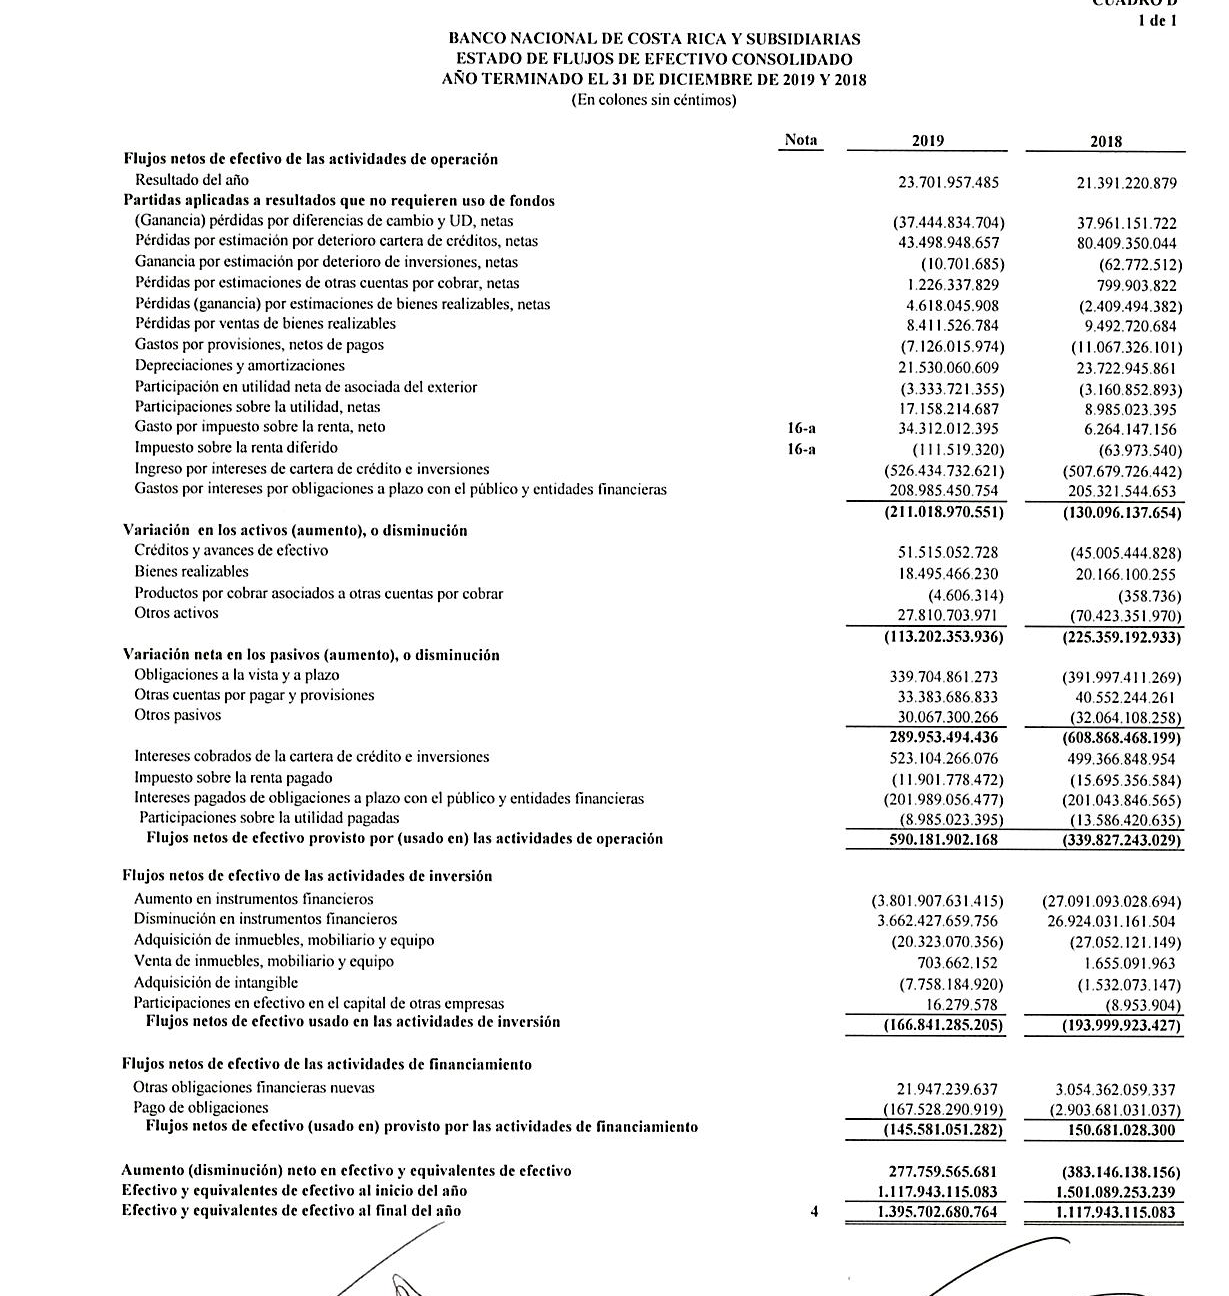 CUADRO D
1 de 1
BANCO NACIONAL DE COSTA RICA Y SUBSIDIARIAS
ESTADO DE FLUJOS DE EFECTIVO CONSOLIDADO
AÑO TERMINADO EL 31 DE DICIEMBRE DE 2019 Y 2018
(En colones sin céntimos)
Nota 2019 2018
Flujos netos de efectivo de las actividades de operación
Resultado del año 23.701.957.485 21.391.220.879
Partidas aplicadas a resultados que no requieren uso de fondos
(Ganancia) pérdidas por diferencias de cambio y UD, netas (37.444.834.704) 37.961.151.722
Pérdidas por estimación por deterioro cartera de créditos, netas 43.498.948.657 80.409.350.044
Ganancia por estimación por deterioro de inversiones, netas (10.701.685) (62.772.512)
Pérdidas por estimaciones de otras cuentas por cobrar, netas 1.226.337.829 799.903.822
Pérdidas (ganancia) por estimaciones de bienes realizables, netas 4.618.045.908 (2.409.494.382)
Pérdidas por ventas de bienes realizables 8.411.526.784 9.492.720.684
Gastos por provisiones, netos de pagos (7.126.015.974) (11.067.326.101)
Depreciaciones y amortizaciones 21.530.060.609 23.722.945.861
Participación en utilidad neta de asociada del exterior (3.333.721.355) (3.160.852.893)
Participaciones sobre la utilidad, netas 17.158.214.687 8.985.023.395
Gasto por impuesto sobre la renta, neto 16-a 34.312.012.395 6.264.147.156
Impuesto sobre la renta diferido 16-a (111.519.320) (63.973.540)
Ingreso por intereses de cartera de crédito e inversiones (526.434.732.621) (507.679.726.442)
Gastos por intereses por obligaciones a plazo con el público y entidades financieras 208.985.450.754 205.321.544.653
(211.018.970.551) (130.096.137.654)
Variación en los activos (aumento), o disminución
Créditos y avances de efectivo 51.515.052.728 (45.005.444.828)
Bienes realizables 18.495.466.230 20.166.100.255
Productos por cobrar asociados a otras cuentas por cobrar (4.606.314) (358.736)
Otros activos 27.810.703.971 (70.423.351.970)
(113.202.353.936) (225.359.192.933)
Variación neta en los pasivos (aumento), o disminución
Obligaciones a la vista y a plazo 339.704.861.273 (391.997.411.269)
Otras cuentas por pagar y provisiones 33.383.686.833 40.552.244.261
Otros pasivos 30.067.300.266 (32.064.108.258)
289.953.494.436 (608.868.468.199)
Intereses cobrados de la cartera de crédito e inversiones 523.104.266.076 499.366.848.954
Impuesto sobre la renta pagado (11.901.778.472) (15.695.356.584)
Intereses pagados de obligaciones a plazo con el público y entidades financieras (201.989.056.477) (201.043.846.565)
Participaciones sobre la utilidad pagadas (8.985.023.395) (13.586.420.635)
Flujos netos de efectivo provisto por (usado en) las actividades de operación 590.181.902.168 (339.827.243.029)
Flujos netos de efectivo de las actividades de inversión
Aumento en instrumentos financieros (3.801.907.631.415) (27.091.093.028.694)
Disminución en instrumentos financieros 3.662.427.659.756 26.924.031.161.504
Adquisición de inmuebles, mobiliario y equipo (20.323.070.356) (27.052.121.149)
Venta de inmuebles, mobiliario y equipo 703.662.152 1.655.091.963
Adquisición de intangible (7.758.184.920) (1.532.073.147)
Participaciones en efectivo en el capital de otras empresas 16.279.578 (8.953.904)
Flujos netos de efectivo usado en las actividades de inversión (166.841.285.205) (193.999.923.427)
Flujos netos de efectivo de las actividades de financiamiento
Otras obligaciones financieras nuevas 21.947.239.637 3.054.362.059.337
Pago de obligaciones (167.528.290.919) (2.903.681.031.037)
Flujos netos de efectivo (usado en) provisto por las actividades de financiamiento (145.581.051.282) 150.681.028.300
Aumento (disminución) neto en efectivo y equivalentes de efectivo 277.759.565.681 (383.146.138.156)
Efectivo y equivalentes de efectivo al inicio del año 1.117.943.115.083 1.501.089.253.239
Efectivo y equivalentes de efectivo al final del año 4 1.395.702.680.764 1.117.943.115.083